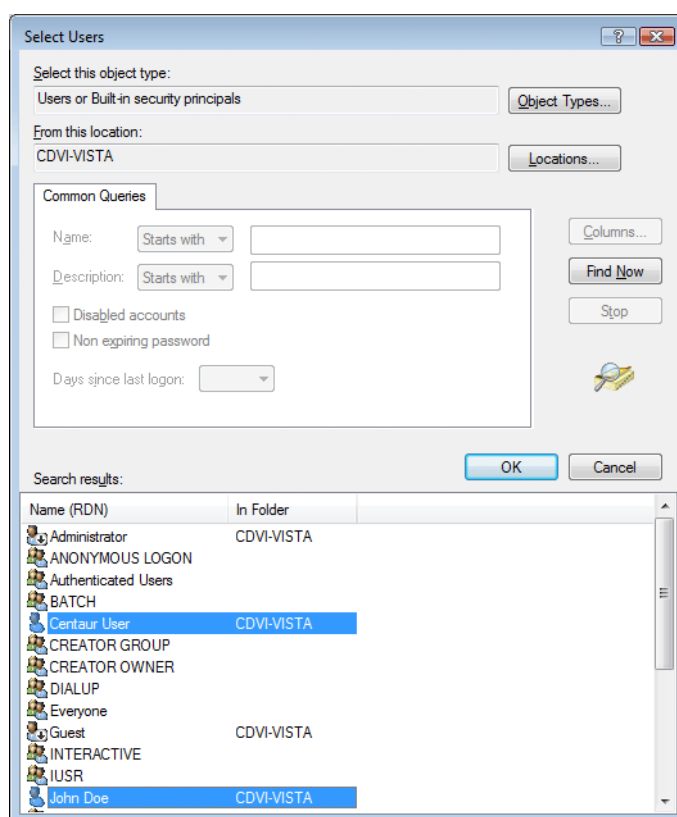 Select Users
Select this object type:
Users or Built-in security principals
Object Types...
From this location:
CDVI-VISTA
Locations...
Common Queries
Name: Starts with
Columns...
Description: Starts with
Find Now
Disabled accounts
Stop
Non expiring password
Days since last logon:
OK Cancel
Search results:
Name (RDN) In Folder
Administrator CDVI-VISTA
ANONYMOUS LOGON
Authenticated Users
BATCH
Centaur User CDVI-VISTA
CREATOR GROUP
CREATOR OWNER
DIALUP
Everyone
Guest CDVI-VISTA
INTERACTIVE
IUSR
John Doe CDVI-VISTA